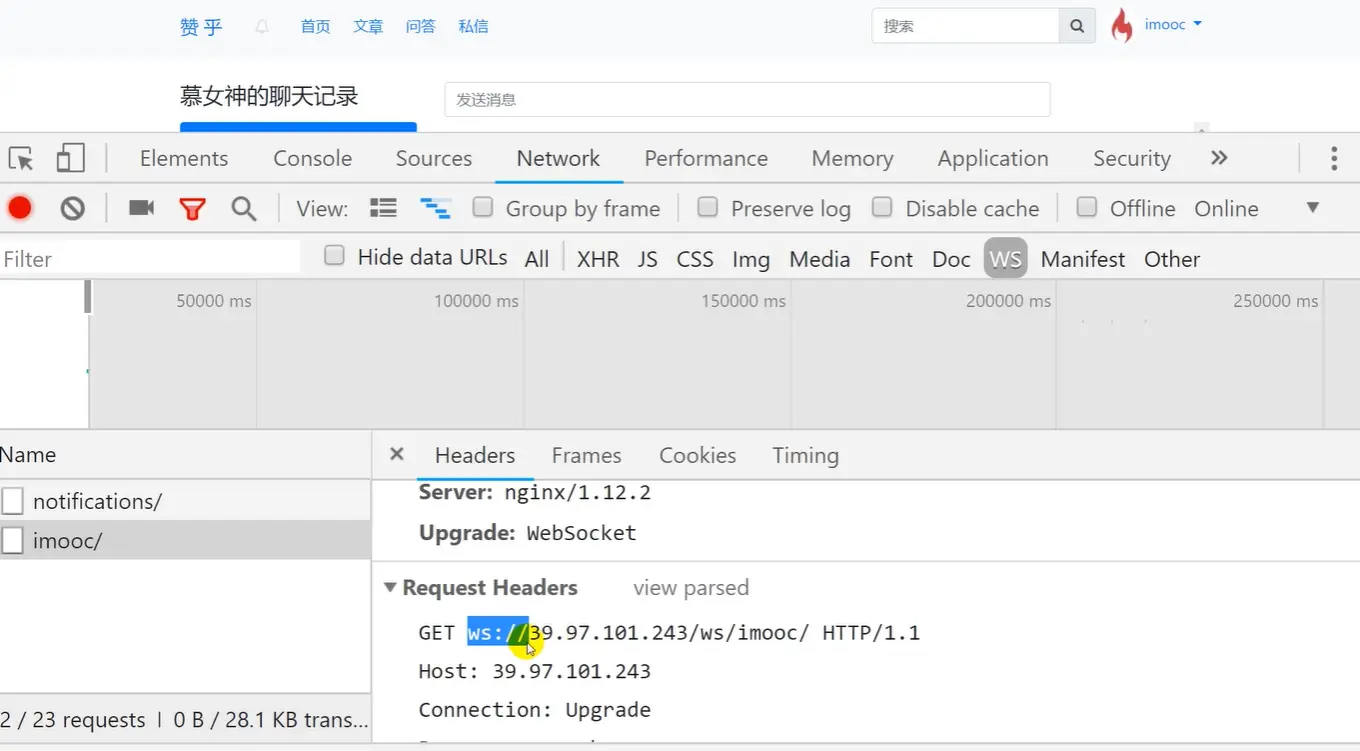 赞乎 首页 文章 问答 私信 搜索 imooc
慕女神的聊天记录 发送消息
Elements Console Sources Network Performance Memory Application Security »
View: Group by frame Preserve log Disable cache Offline Online
Filter Hide data URLs All XHR JS CSS Img Media Font Doc WS Manifest Other
50000 ms 100000 ms 150000 ms 200000 ms 250000 ms
Name × Headers Frames Cookies Timing
Server: nginx/1.12.2
notifications/
Upgrade: WebSocket
imooc/
Request Headers view parsed
GET ws://39.97.101.243/ws/imooc/ HTTP/1.1
Host: 39.97.101.243
Connection: Upgrade
2 / 23 requests | 0 B / 28.1 KB trans...